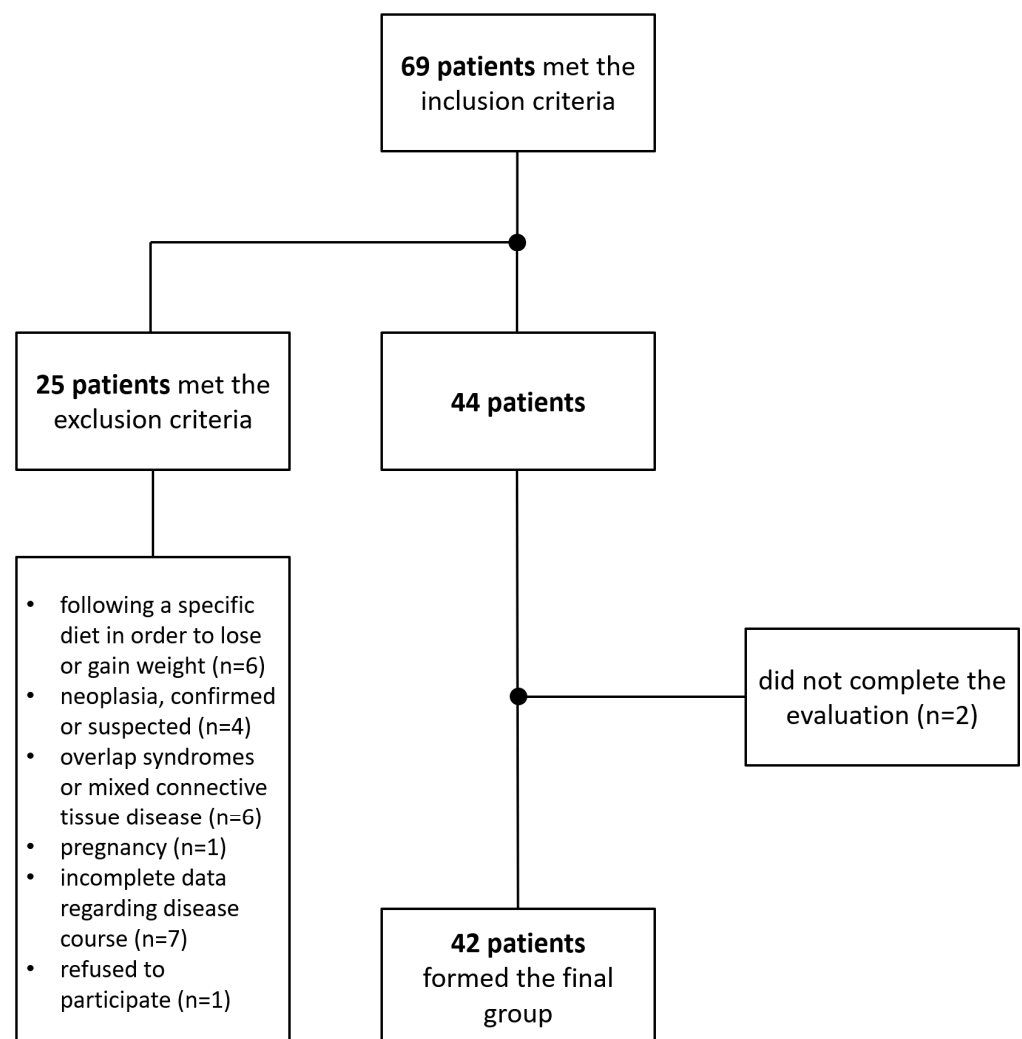 69 patients met the
inclusion criteria
25 patients met the
exclusion criteria
44 patients
• following a specific
diet in order to lose
or gain weight (n=6)
• neoplasia, confirmed
or suspected (n=4)
• overlap syndromes
or mixed connective
tissue disease (n=6)
• pregnancy (n=1)
• incomplete data
regarding disease
course (n=7)
• refused to
participate (n=1)
did not complete the
evaluation (n=2)
42 patients
formed the final
group